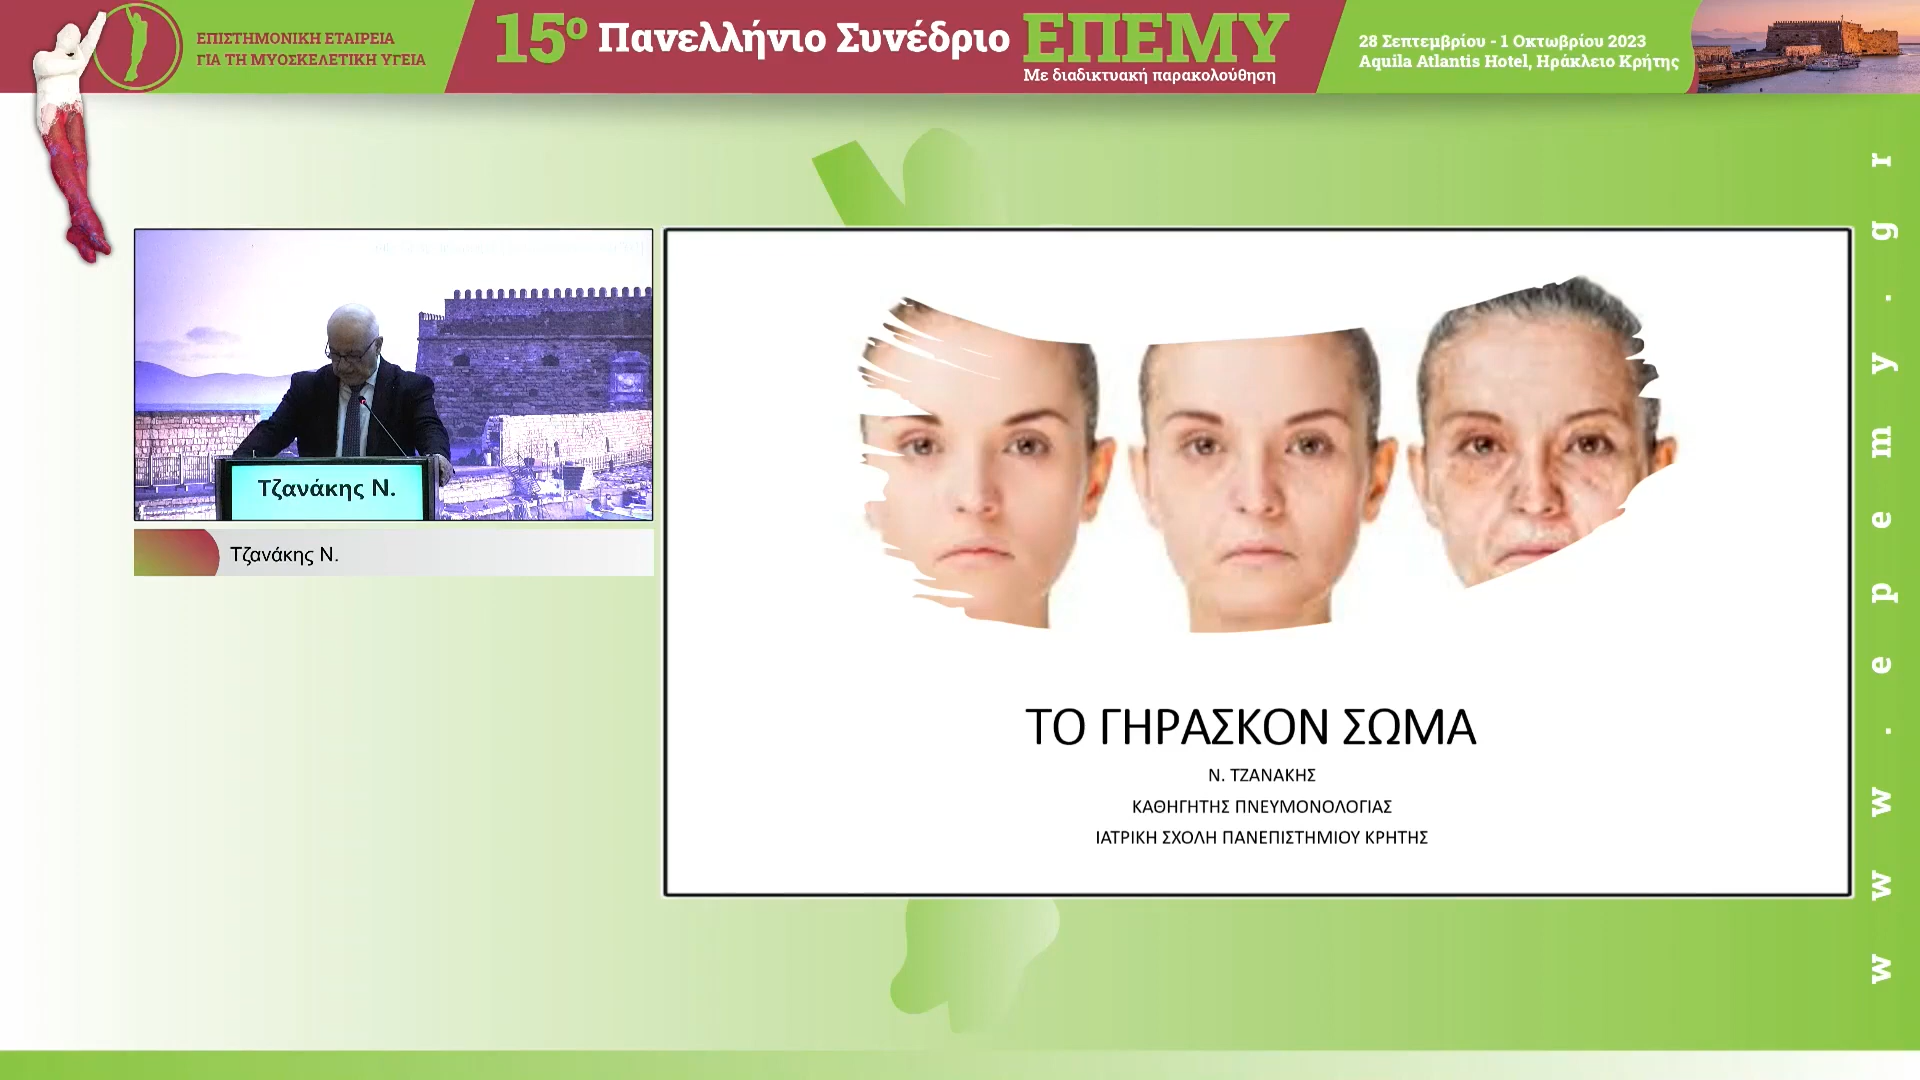 ΕΠΙΣΤΗΜΟΝΙΚΗ ΕΤΑΙΡΕΙΑ
ΓΙΑ ΤΗ ΜΥΟΣΚΕΛΕΤΙΚΗ ΥΓΕΙΑ
15ο Πανελλήνιο Συνέδριο ΕΠΕΜΥ
Με διαδικτυακή παρακολούθηση
28 Σεπτεμβρίου - 1 Οκτωβρίου 2023
Aquila Atlantis Hotel, Ηράκλειο Κρήτης
Τζανάκης Ν.
Τζανάκης Ν.
ΤΟ ΓΗΡΑΣΚΟΝ ΣΩΜΑ
Ν. ΤΖΑΝΑΚΗΣ
ΚΑΘΗΓΗΤΗΣ ΠΝΕΥΜΟΝΟΛΟΓΙΑΣ
ΙΑΤΡΙΚΗ ΣΧΟΛΗ ΠΑΝΕΠΙΣΤΗΜΙΟΥ ΚΡΗΤΗΣ
www.epemy.gr